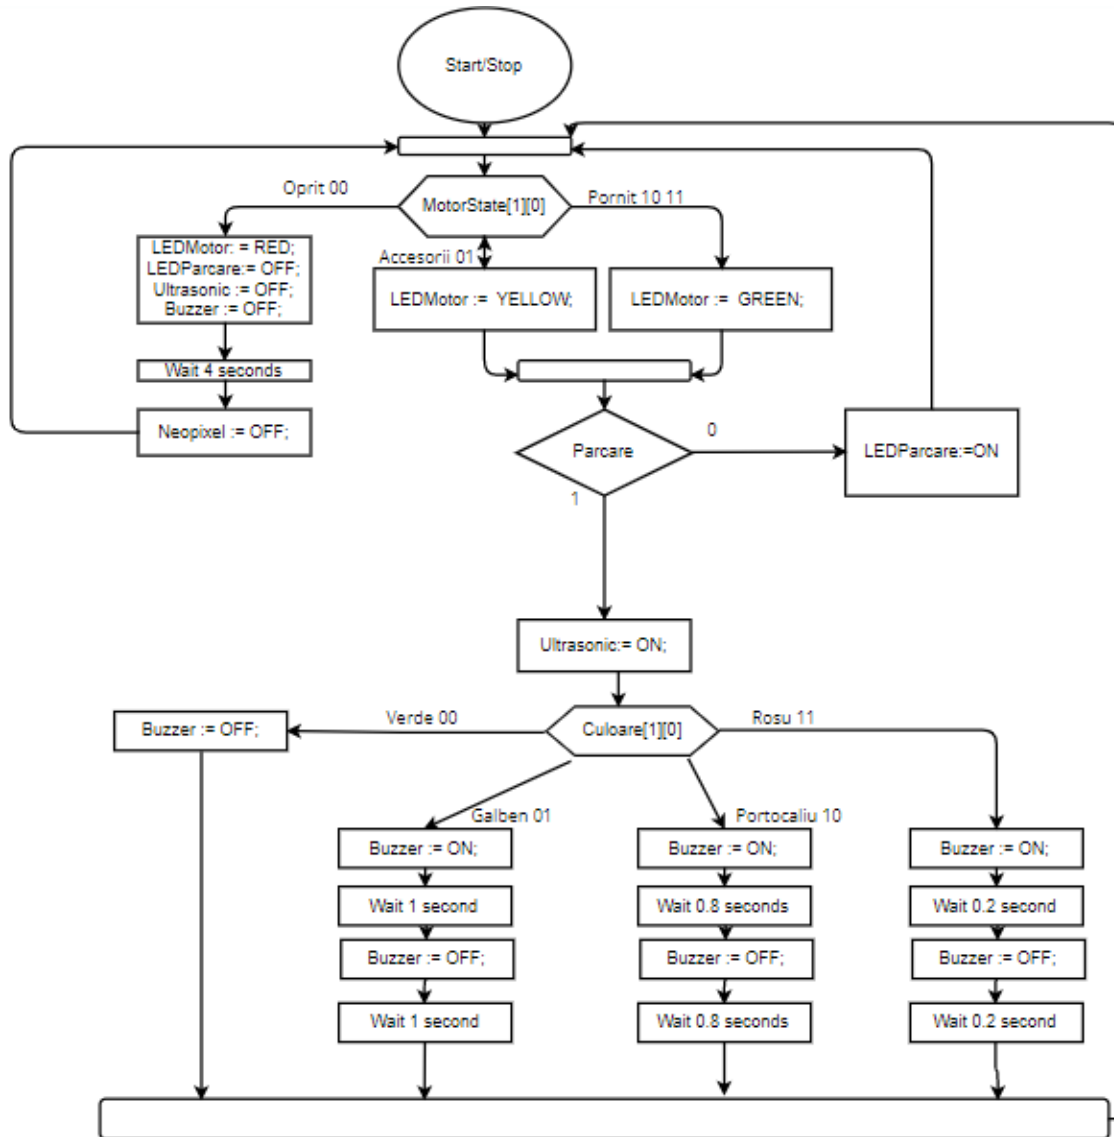 Start/Stop
Oprit 00
MotorState[1][0]
Pornit 10 11
LEDMotor: = RED;
LEDParcare:= OFF;
Ultrasonic := OFF;
Buzzer := OFF;
Accesorii 01
LEDMotor := YELLOW;
LEDMotor := GREEN;
Wait 4 seconds
Neopixel := OFF;
Parcare
0
LEDParcare:=ON
1
Ultrasonic:= ON;
Buzzer := OFF;
Verde 00
Culoare[1][0]
Rosu 11
Galben 01
Portocaliu 10
Buzzer := ON;
Buzzer := ON;
Buzzer := ON;
Wait 1 second
Wait 0.8 seconds
Wait 0.2 second
Buzzer := OFF;
Buzzer := OFF;
Buzzer := OFF;
Wait 1 second
Wait 0.8 seconds
Wait 0.2 second